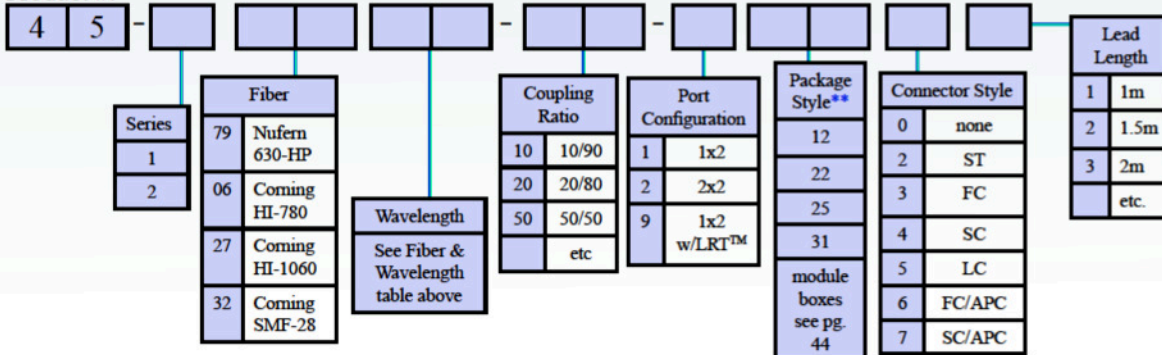 4 5 - - -
Series
1
2
Fiber
79 Nufern
630-HP
06 Corning
HI-780
27 Corning
HI-1060
32 Corning
SMF-28
Wavelength
See Fiber &
Wavelength
table above
Coupling
Ratio
10 10/90
20 20/80
50 50/50
etc
Port
Configuration
1 1x2
2 2x2
9 1x2
w/LRT™
Package
Style**
12
22
25
31
module
boxes
see pg.
44
Connector Style
0 none
2 ST
3 FC
4 SC
5 LC
6 FC/APC
7 SC/APC
Lead
Length
1 1m
2 1.5m
3 2m
etc.